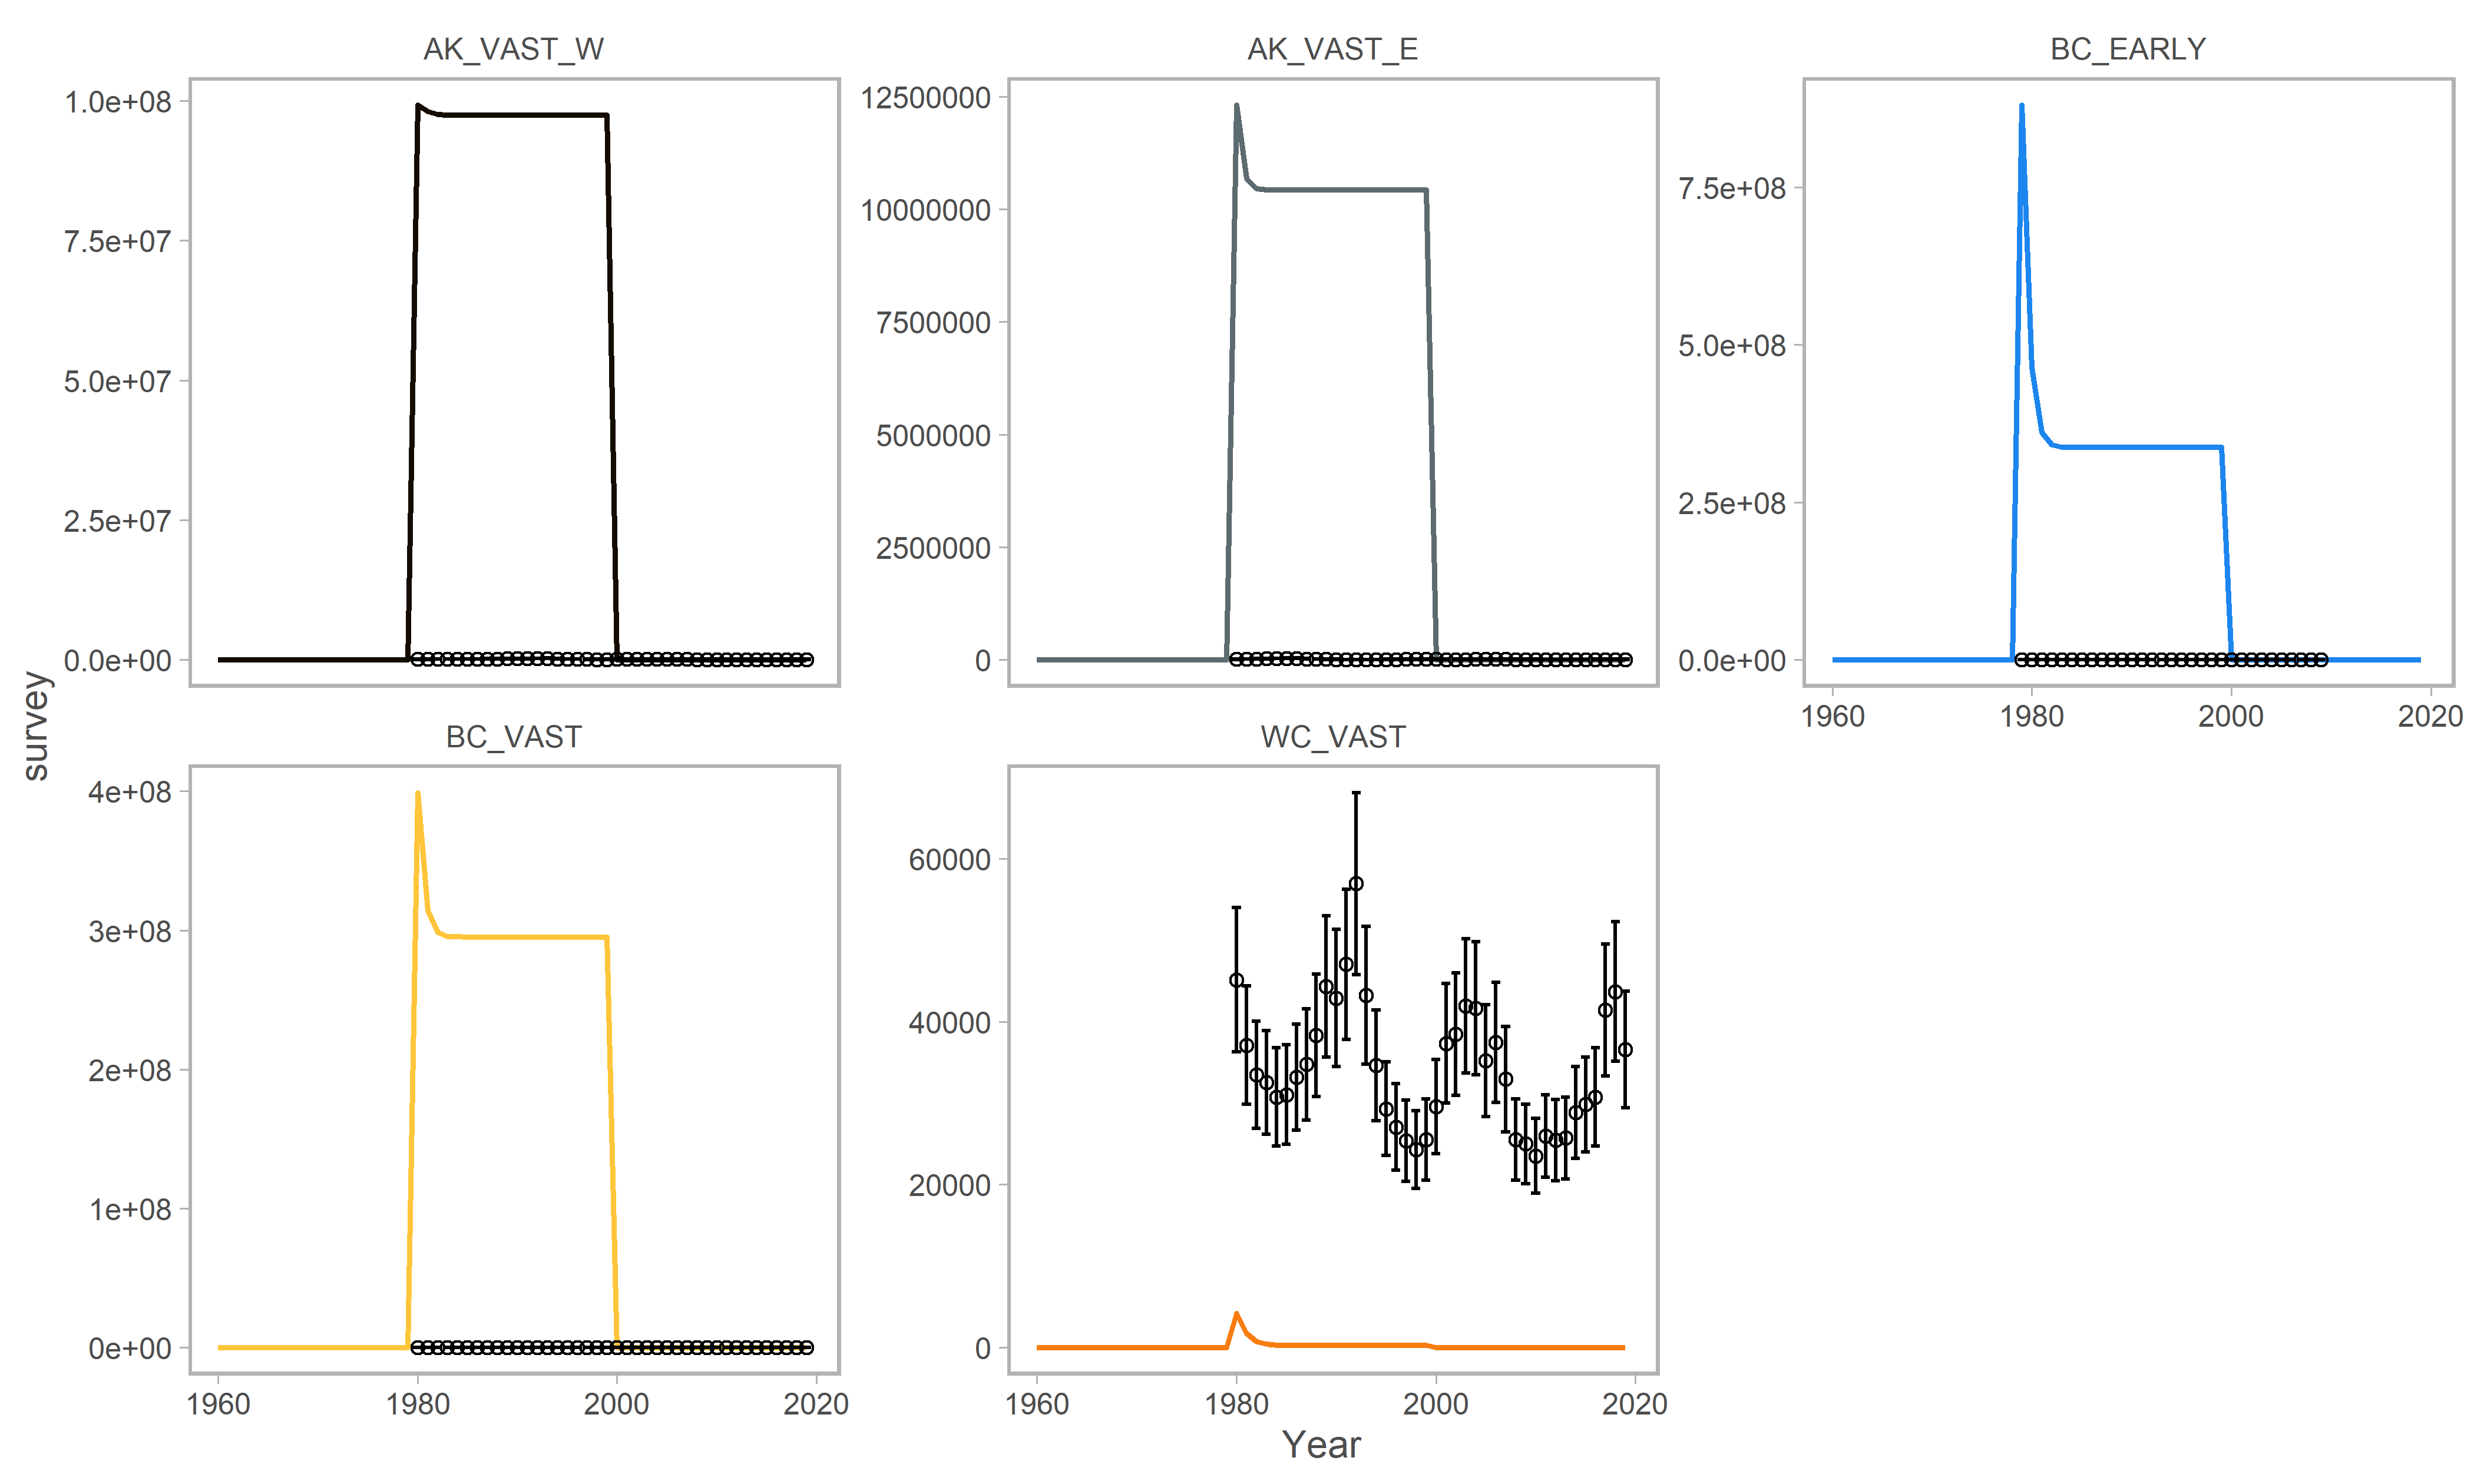 AK_VAST_W
AK_VAST_E
BC_EARLY
1.0e+08
7.5e+07
5.0e+07
2.5e+07
0.0e+00
12500000
10000000
7500000
5000000
2500000
0
7.5e+08
5.0e+08
2.5e+08
0.0e+00
1960 1980 2000 2020
survey
BC_VAST
WC_VAST
4e+08
3e+08
2e+08
1e+08
0e+00
60000
40000
20000
0
1960 1980 2000 2020
1960 1980 2000 2020
Year